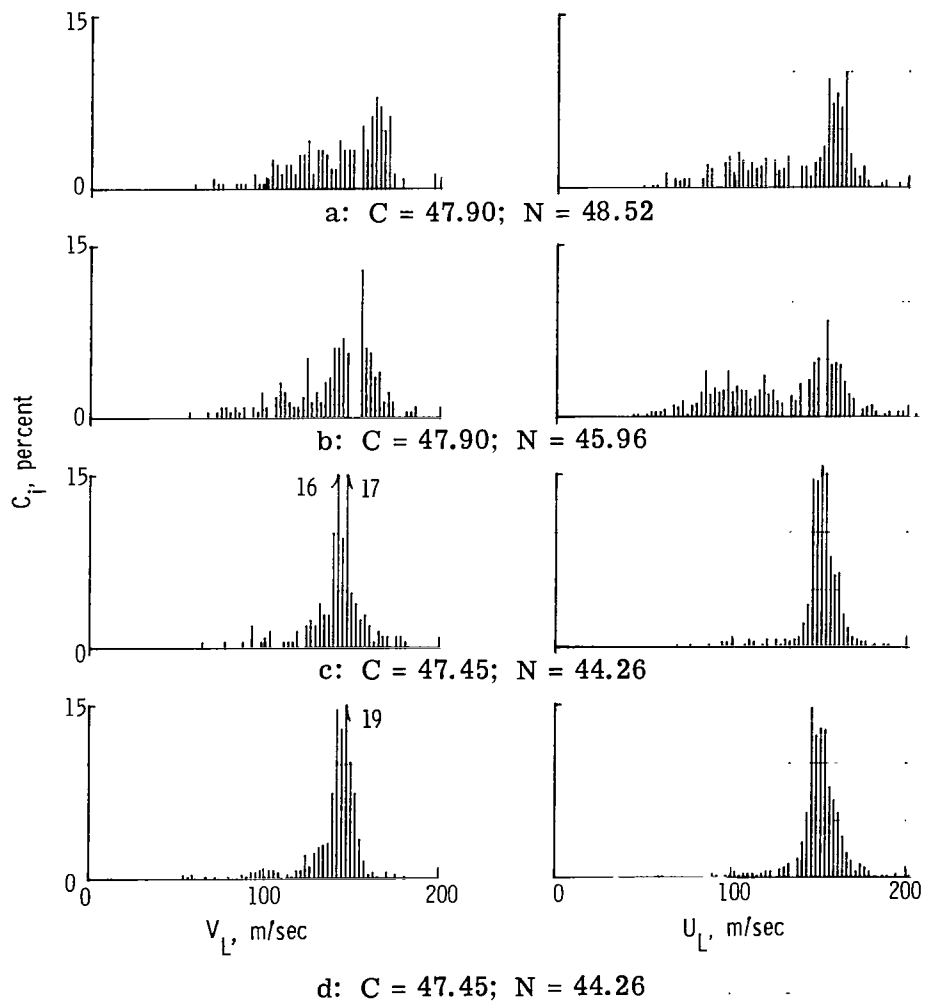 15
0
a: C = 47.90; N = 48.52
15
0
b: C = 47.90; N = 45.96
C_i, percent
15
16
17
0
c: C = 47.45; N = 44.26
15
19
0
0 100 200
0 100 200
V_L, m/sec
U_L, m/sec
d: C = 47.45; N = 44.26